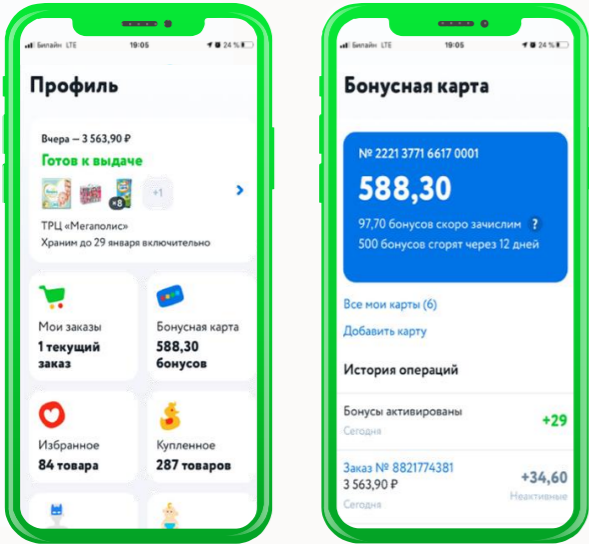 Билайн LTE 19:05 24 %
Профиль
Вчера — 3 563,90 ₽
Готов к выдаче
×8
+1
ТРЦ «Мегаполис»
Храним до 29 января включительно
Мои заказы
1 текущий
заказ
Бонусная карта
588,30
бонусов
Избранное
84 товара
Купленное
287 товаров
Билайн LTE 19:05 24 %
Бонусная карта
№ 2221 3771 6617 0001
588,30
97,70 бонусов скоро зачислим ?
500 бонусов сгорят через 12 дней
Все мои карты (6)
Добавить карту
История операций
Бонусы активированы
+29
Сегодня
Заказ № 8821774381
3 563,90 ₽
+34,60
Неактивные
Сегодня